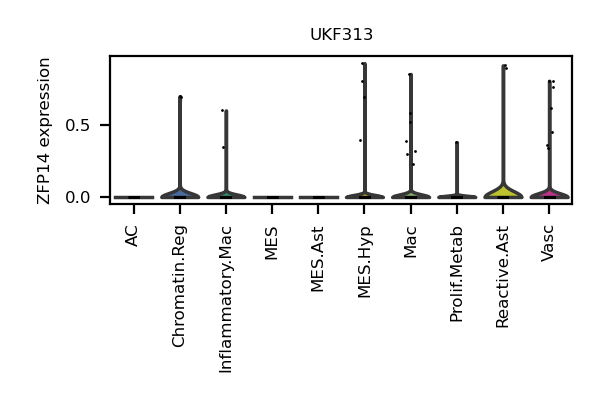 UKF313
ZFP14 expression
0.5
0.0
AC
Chromatin.Reg
Inflammatory.Mac
MES
MES.Ast
MES.Hyp
Mac
Prolif.Metab
Reactive.Ast
Vasc